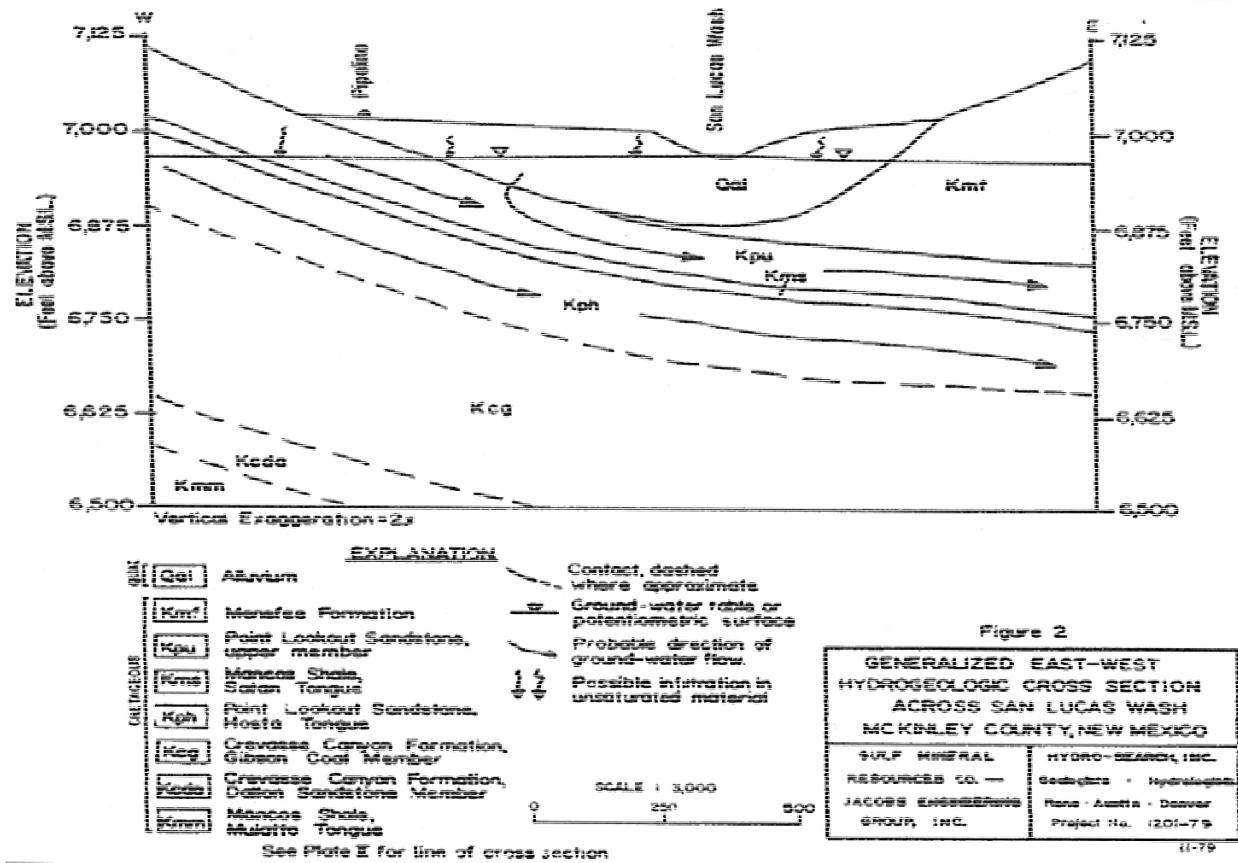 W
E
7,125
7,125
Pipeline
San Lucas Wash
7,000
7,000
Qal
Kmf
6,875
6,875
ELEVATION
(Feet above M.S.L.)
ELEVATION
(Feet above M.S.L.)
Kpu
Kms
Kph
6,750
6,750
Kcg
6,625
6,625
Kcda
Kmm
6,500
6,500
Vertical Exaggeration = 2x
EXPLANATION
QUAT.
Qal Alluvium
CRETACEOUS
Kmf Menefee Formation
Kpu Point Lookout Sandstone,
upper member
Kms Mancos Shale,
Satan Tongue
Kph Point Lookout Sandstone,
Hosta Tongue
Kcg Crevasse Canyon Formation,
Gibson Coal Member
Kcda Crevasse Canyon Formation,
Dalton Sandstone Member
Kmm Mancos Shale,
Mulatto Tongue
Contact, dashed
where approximate
Ground-water table or
potentiometric surface
Probable direction of
ground-water flow.
Possible infiltration in
unsaturated material
SCALE 1: 3,000
0 250 500
See Plate II for line of cross section
Figure 2
GENERALIZED EAST-WEST
HYDROGEOLOGIC CROSS SECTION
ACROSS SAN LUCAS WASH
MCKINLEY COUNTY, NEW MEXICO
GULF MINERAL
RESOURCES CO. —
JACOBS ENGINEERING
GROUP, INC.
HYDRO-SEARCH, INC.
Geologists - Hydrologists
Reno - Austin - Denver
Project No. 1201-79
11-79